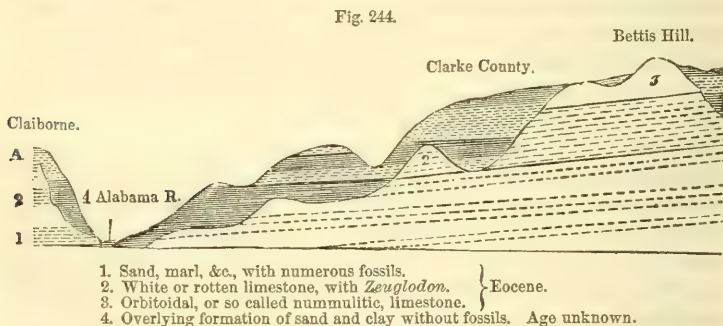 Fig. 244.
Bettis Hill.
Clarke County.
3
Claiborne.
A
2
2
4 Alabama R.
1
1. Sand, marl, &c., with numerous fossils.
2. White or rotten limestone, with Zeuglodon.
3. Orbitoidal, or so called nummulitic, limestone.
} Eocene.
4. Overlying formation of sand and clay without fossils. Age unknown.